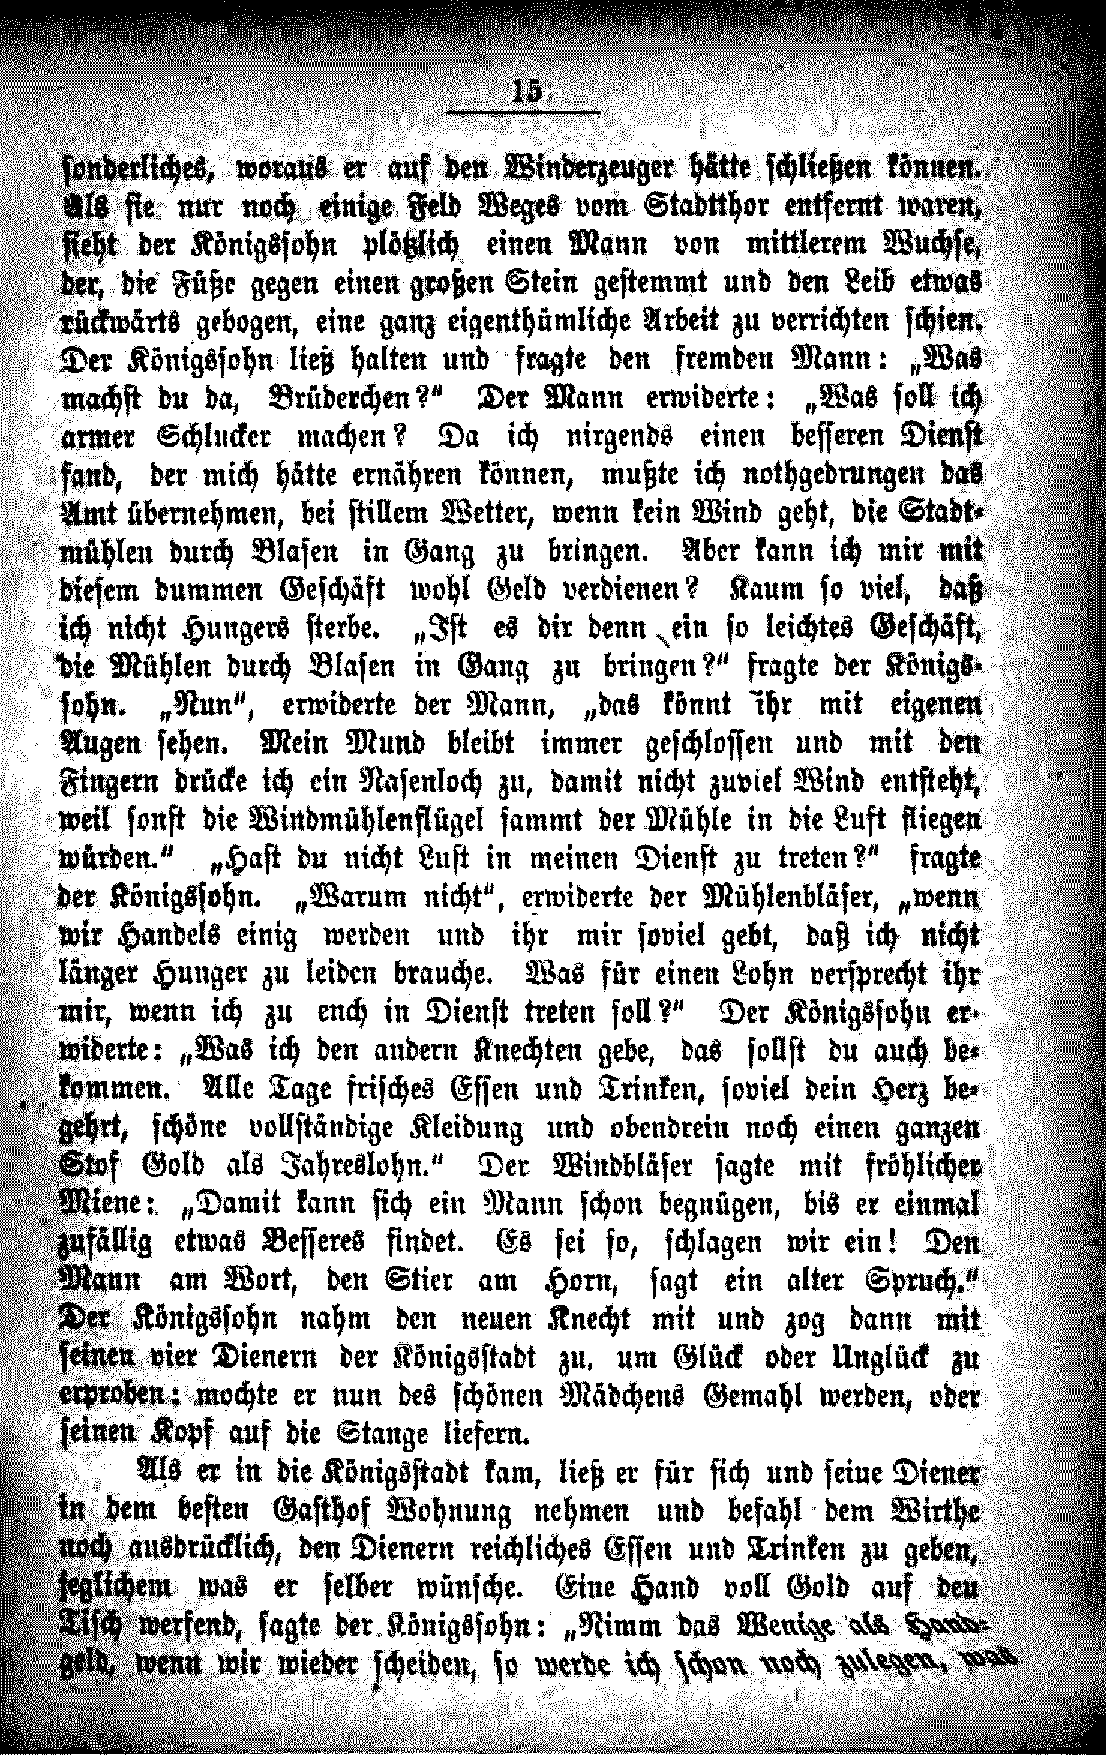 15
sonderliches, woraus er auf den Winderzeuger hätte schließen können.
Als sie nur noch einige Feld Weges vom Stadtthor entfernt waren,
sieht der Königssohn plötzlich einen Mann von mittlerem Wuchse,
der, die Füße gegen einen großen Stein gestemmt und den Leib etwas
rückwärts gebogen, eine ganz eigenthümliche Arbeit zu verrichten schien.
Der Königssohn ließ halten und fragte den fremden Mann: „Was
machst du da, Brüderchen?“ Der Mann erwiderte: „Was soll ich
armer Schlucker machen? Da ich nirgends einen besseren Dienst
fand, der mich hätte ernähren können, mußte ich nothgedrungen das
Amt übernehmen, bei stillem Wetter, wenn kein Wind geht, die Stadt-
mühlen durch Blasen in Gang zu bringen. Aber kann ich mir mit
diesem dummen Geschäft wohl Geld verdienen? Kaum so viel, daß
ich nicht Hungers sterbe. „Ist es dir denn ein so leichtes Geschäft,
die Mühlen durch Blasen in Gang zu bringen?“ fragte der Königs-
sohn. „Nun“, erwiderte der Mann, „das könnt ihr mit eigenen
Augen sehen. Mein Mund bleibt immer geschlossen und mit den
Fingern drücke ich ein Nasenloch zu, damit nicht zuviel Wind entsteht,
weil sonst die Windmühlenflügel sammt der Mühle in die Luft fliegen
würden.“ „Hast du nicht Lust in meinen Dienst zu treten?“ fragte
der Königssohn. „Warum nicht“, erwiderte der Mühlenbläser, „wenn
wir Handels einig werden und ihr mir soviel gebt, daß ich nicht
länger Hunger zu leiden brauche. Was für einen Lohn versprecht ihr
mir, wenn ich zu euch in Dienst treten soll?“ Der Königssohn er-
widerte: „Was ich den andern Knechten gebe, das sollst du auch be-
kommen. Alle Tage frisches Essen und Trinken, soviel dein Herz be-
gehrt, schöne vollständige Kleidung und obendrein noch einen ganzen
Stof Gold als Jahreslohn.“ Der Windbläser sagte mit fröhlicher
Miene: „Damit kann sich ein Mann schon begnügen, bis er einmal
zufällig etwas Besseres findet. Es sei so, schlagen wir ein! Den
Mann am Wort, den Stier am Horn, sagt ein alter Spruch.“
Der Königssohn nahm den neuen Knecht mit und zog dann mit
seinen vier Dienern der Königsstadt zu, um Glück oder Unglück zu
erproben: mochte er nun des schönen Mädchens Gemahl werden, oder
seinen Kopf auf die Stange liefern.
Als er in die Königsstadt kam, ließ er für sich und seine Diener
in dem besten Gasthof Wohnung nehmen und befahl dem Wirthe
noch ausdrücklich, den Dienern reichliches Essen und Trinken zu geben,
jeglichem was er selber wünsche. Eine Hand voll Gold auf den
Tisch werfend, sagte der Königssohn: „Nimm das Wenige als Hand-
geld, wenn wir wieder scheiden, so werde ich schon noch zulegen, was